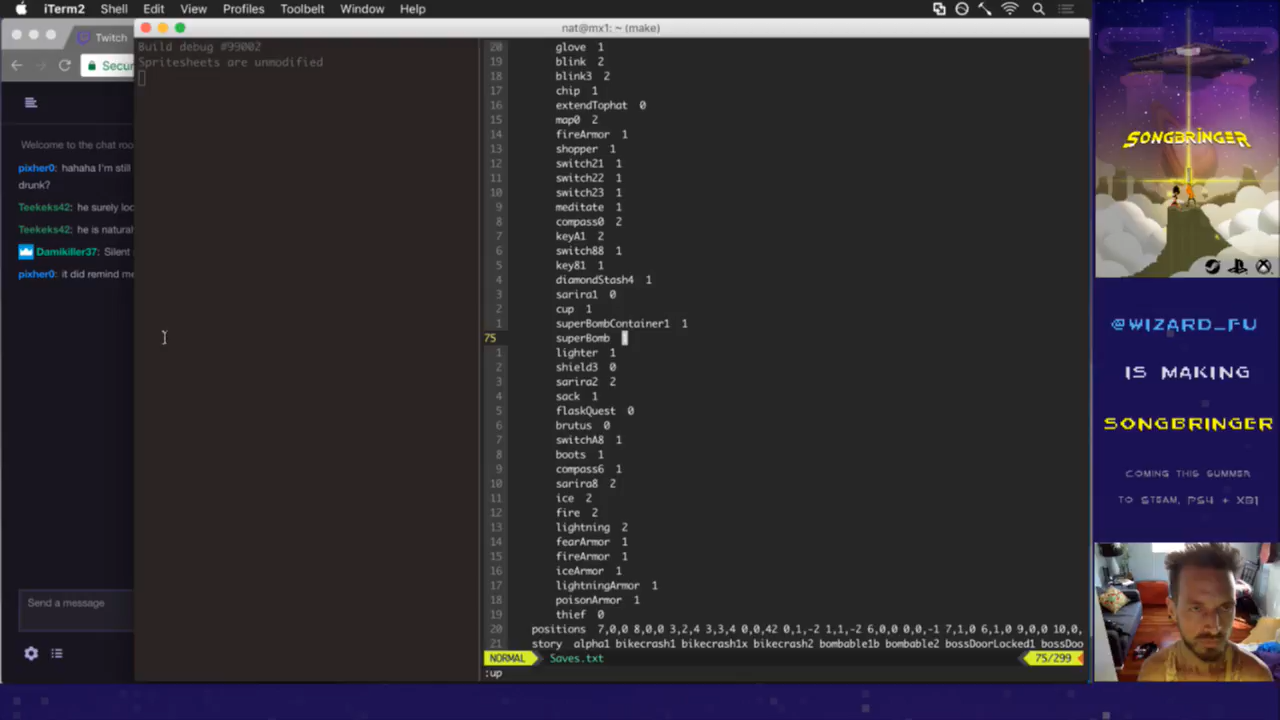 iTerm2 Shell Edit View Profiles Toolbelt Window Help
nat@mx1: ~ (make)
Twitch
Secur
Welcome to the chat roo
pixher0: hahaha I'm still
drunk?
Teekeks42: he surely loo
Teekeks42: he is natura
Damikiller37: Silent
pixher0: it did remind me
Send a message
Build debug #99002
Spritesheets are unmodified
20 glove 1
19 blink 2
18 blink3 2
17 chip 1
16 extendTophat 0
15 map0 2
14 fireArmor 1
13 shopper 1
12 switch21 1
11 switch22 1
10 switch23 1
9 meditate 1
8 compass0 2
7 keyA1 2
6 switch88 1
5 key81 1
4 diamondStash4 1
3 sarira1 0
2 cup 1
1 superBombContainer1 1
75 superBomb
1 lighter 1
2 shield3 0
3 sarira2 2
4 sack 1
5 flaskQuest 0
6 brutus 0
7 switchA8 1
8 boots 1
9 compass6 1
10 sarira8 2
11 ice 2
12 fire 2
13 lightning 2
14 fearArmor 1
15 fireArmor 1
16 iceArmor 1
17 lightningArmor 1
18 poisonArmor 1
19 thief 0
20 positions 7,0,0 8,0,0 3,2,4 3,3,4 0,0,42 0,1,-2 1,1,-2 6,0,0 0,0,-1 7,1,0 6,1,0 9,0,0 10,0,
21 story alpha1 bikecrash1 bikecrash1x bikecrash2 bombable1b bombable2 bossDoorLocked1 bossDoo
NORMAL Saves.txt 75/299
:up
SONGBRINGER
@WIZARD_FU
IS MAKING
SONGBRINGER
COMING THIS SUMMER
TO STEAM, PS4 + XB1